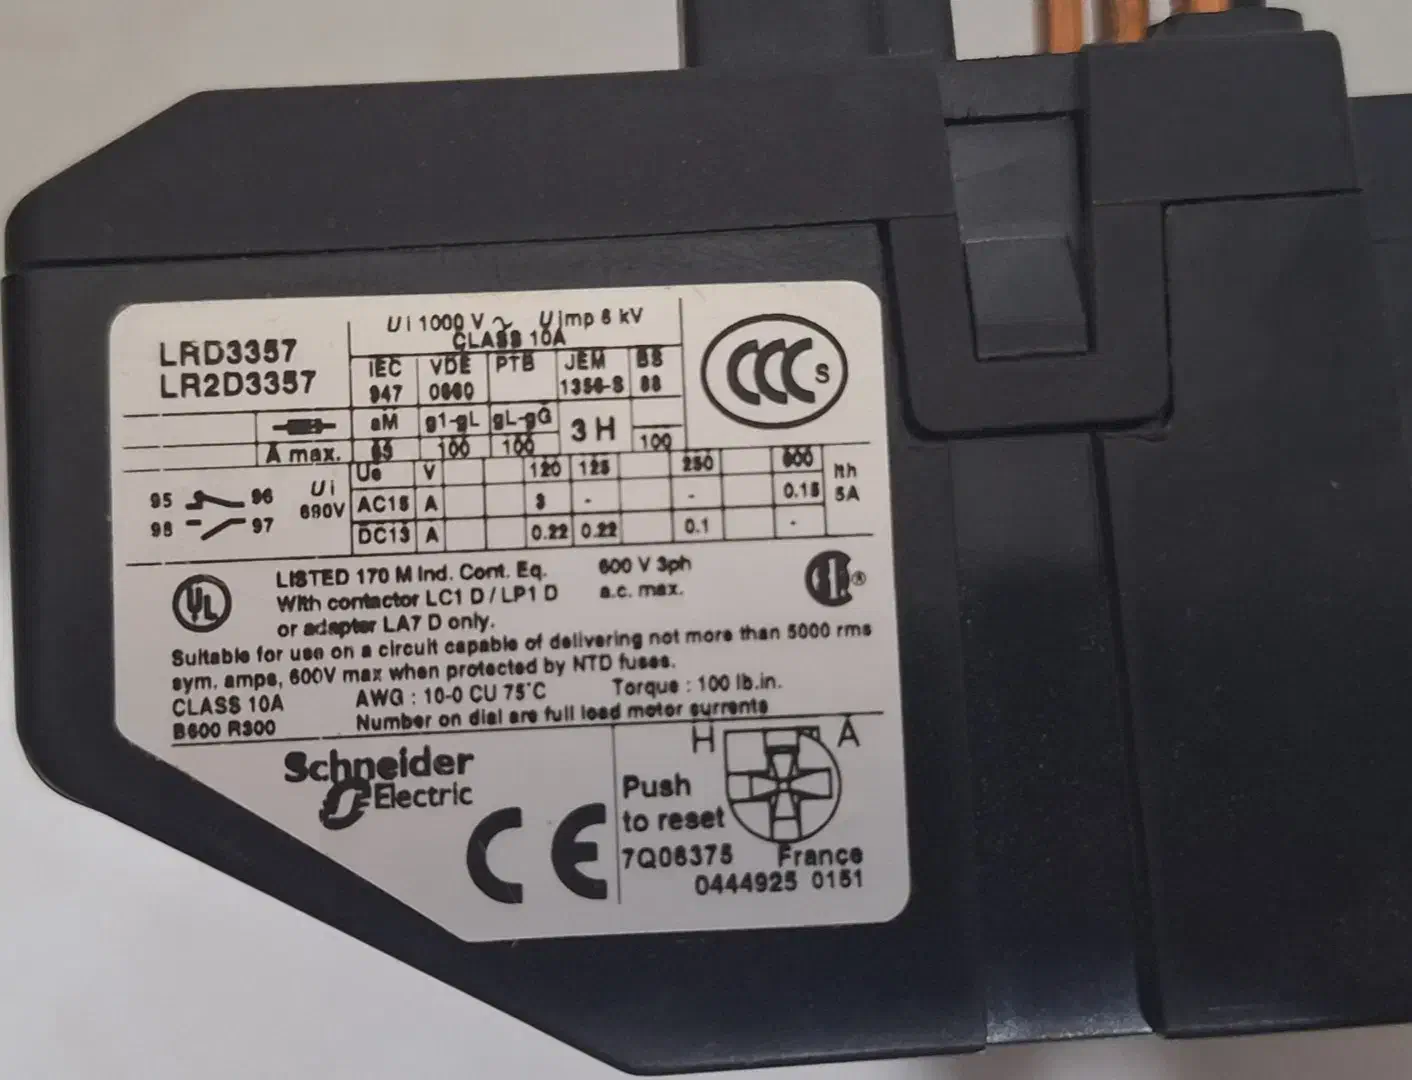 LRD3357
LR2D3357
Ui 1000 V ~ Uimp 6 kV
CLASS 10A
IEC VDE PTB JEM BS
947 0660 1356-S 88
aM g1-gL gL-gG 3 H
A max. 100 100 100
Ue V 120 125 250 600 Ith
95 96 Ui AC15 A 3 - - 0.15 5A
98 97 690V DC13 A 0.22 0.22 0.1 -
CCC S
UL
LISTED 170 M Ind. Cont. Eq. 600 V 3ph
With contactor LC1 D / LP1 D a.c. max.
or adapter LA7 D only.
Suitable for use on a circuit capable of delivering not more than 5000 rms
sym. amps, 600V max when protected by NTD fuses.
CLASS 10A AWG : 10-0 CU 75°C Torque : 100 lb.in.
B600 R300 Number on dial are full load motor currents
Schneider
Electric
CE
H A
Push
to reset
7Q06375 France
0444925 0151